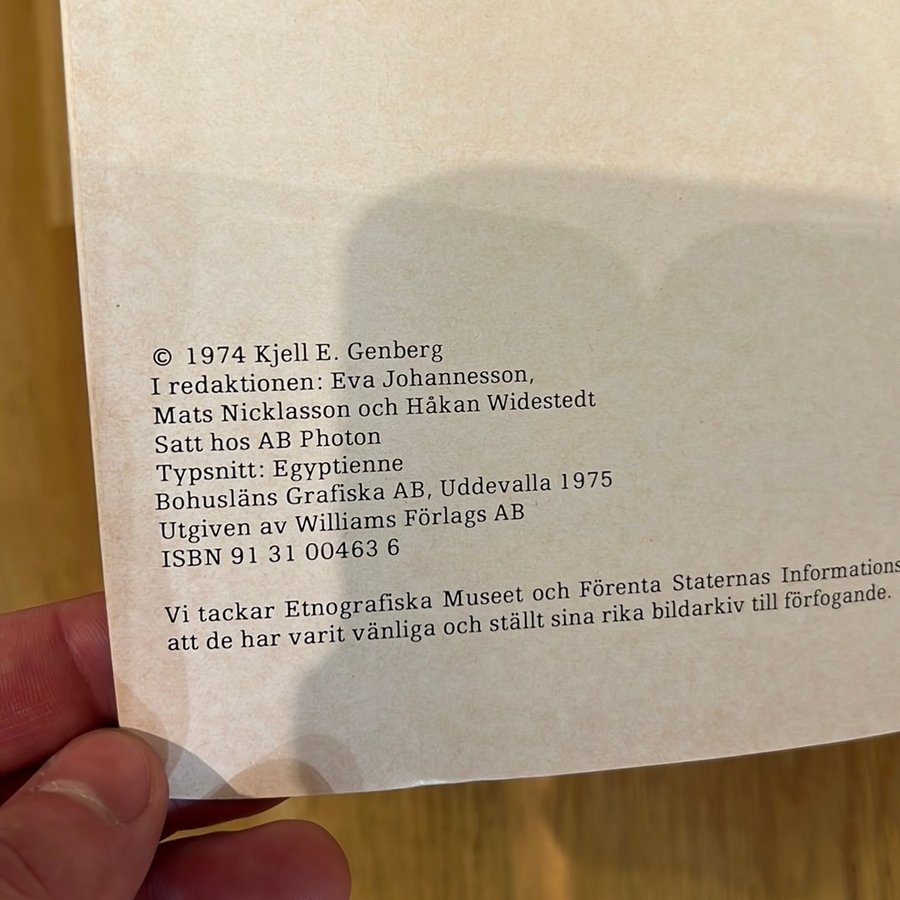 © 1974 Kjell E. Genberg
I redaktionen: Eva Johannesson,
Mats Nicklasson och Håkan Widestedt
Satt hos AB Photon
Typsnitt: Egyptienne
Bohusläns Grafiska AB, Uddevalla 1975
Utgiven av Williams Förlags AB
ISBN 91 31 00463 6
Vi tackar Etnografiska Museet och Förenta Staternas Informations
att de har varit vänliga och ställt sina rika bildarkiv till förfogande.